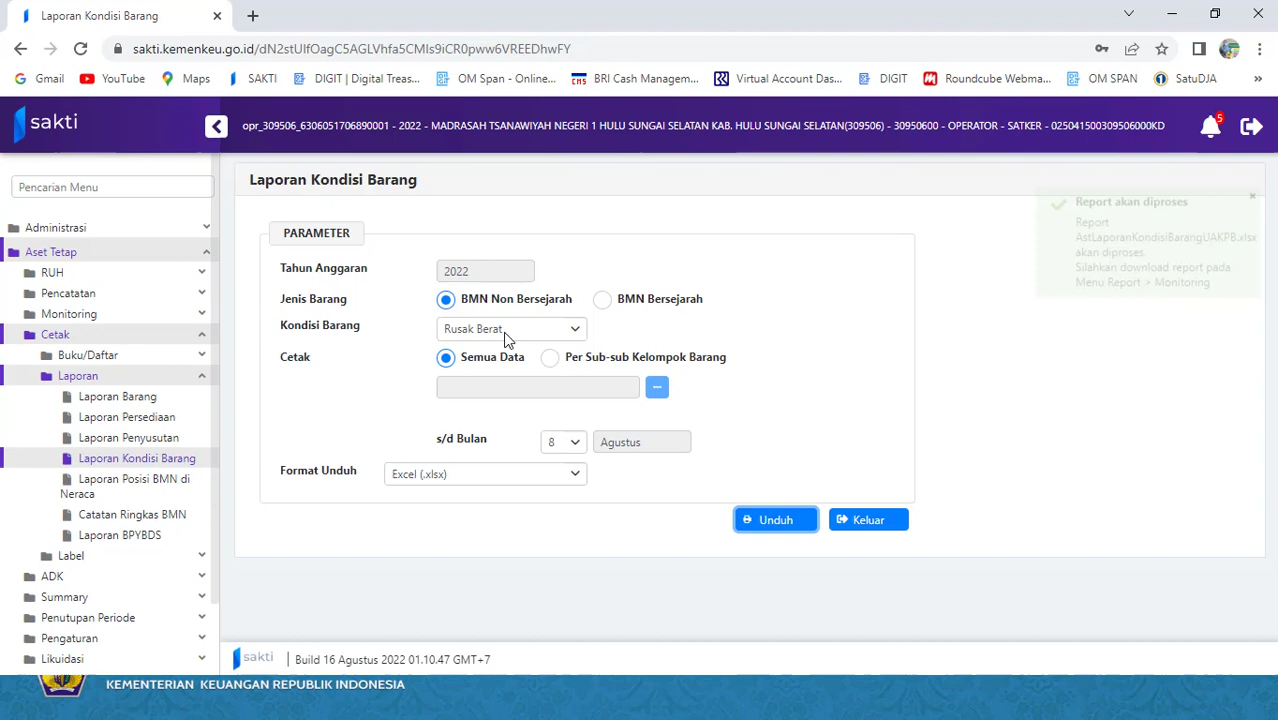 Laporan Kondisi Barang
sakti.kemenkeu.go.id/dN2stUIfOagC5AGLVhfa5CMIs9iCR0pww6VREEDhwFY
Gmail
YouTube
Maps
SAKTI
DIGIT | Digital Treas...
OM Span - Online...
CMS
BRI Cash Managem...
Virtual Account Das...
DIGIT
Roundcube Webma...
OM SPAN
SatuDJA
sakti
opr_309506_6306051706890001 - 2022 - MADRASAH TSANAWIYAH NEGERI 1 HULU SUNGAI SELATAN KAB. HULU SUNGAI SELATAN(309506) - 30950600 - OPERATOR - SATKER - 025041500309506000KD
5
Pencarian Menu
Administrasi
Aset Tetap
RUH
Pencatatan
Monitoring
Cetak
Buku/Daftar
Laporan
Laporan Barang
Laporan Persediaan
Laporan Penyusutan
Laporan Kondisi Barang
Laporan Posisi BMN di
Neraca
Catatan Ringkas BMN
Laporan BPYBDS
Label
ADK
Summary
Penutupan Periode
Pengaturan
Likuidasi
Laporan Kondisi Barang
PARAMETER
Tahun Anggaran
2022
Jenis Barang
BMN Non Bersejarah
BMN Bersejarah
Kondisi Barang
Rusak Berat
Cetak
Semua Data
Per Sub-sub Kelompok Barang
s/d Bulan
8
Agustus
Format Unduh
Excel (.xlsx)
Unduh
Keluar
Report akan diproses
Report
AstLaporanKondisiBarangUAKPB.xlsx
akan diproses.
Silahkan download report pada
Menu Report > Monitoring
sakti
Build 16 Agustus 2022 01.10.47 GMT+7
KEMENTERIAN KEUANGAN REPUBLIK INDONESIA